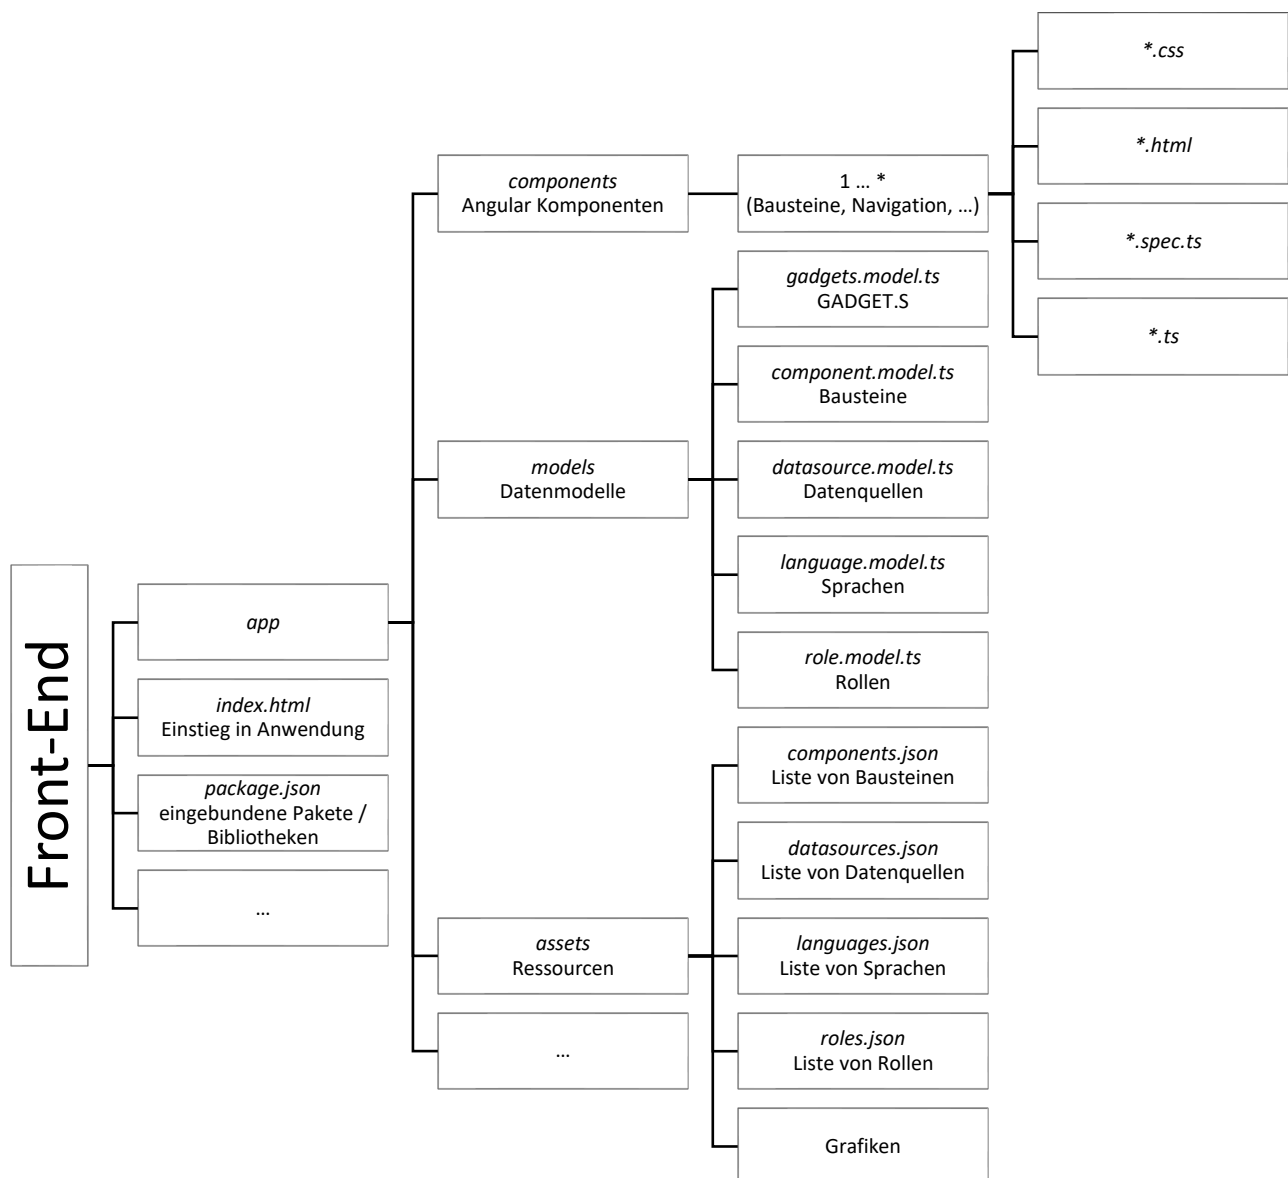 Front-End
app
index.html
Einstieg in Anwendung
package.json
eingebundene Pakete /
Bibliotheken
...
components
Angular Komponenten
models
Datenmodelle
assets
Ressourcen
...
1 ... *
(Bausteine, Navigation, ...)
gadgets.model.ts
GADGET.S
component.model.ts
Bausteine
datasource.model.ts
Datenquellen
language.model.ts
Sprachen
role.model.ts
Rollen
components.json
Liste von Bausteinen
datasources.json
Liste von Datenquellen
languages.json
Liste von Sprachen
roles.json
Liste von Rollen
Grafiken
*.css
*.html
*.spec.ts
*.ts